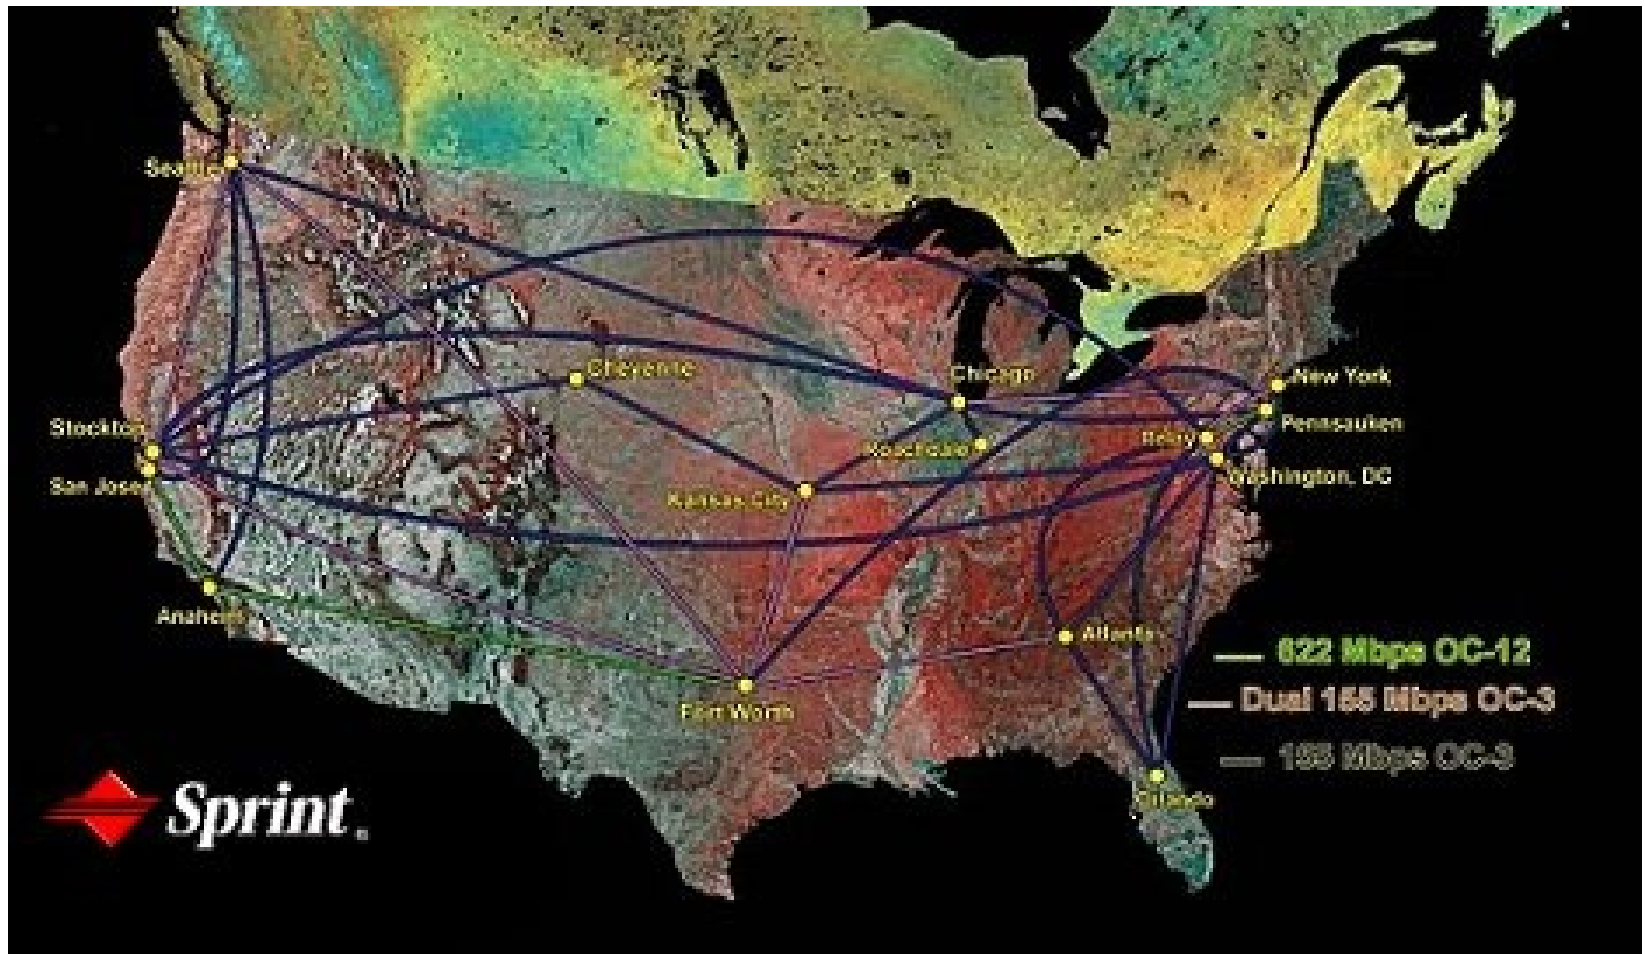 Seattle
Cheyenne
Chicago
New York
Stockton
Pennsauken
Roachdale
Relay
Washington, DC
San Jose
Kansas City
Anaheim
Atlanta
622 Mbps OC-12
Dual 155 Mbps OC-3
Fort Worth
155 Mbps OC-3
Orlando
Sprint